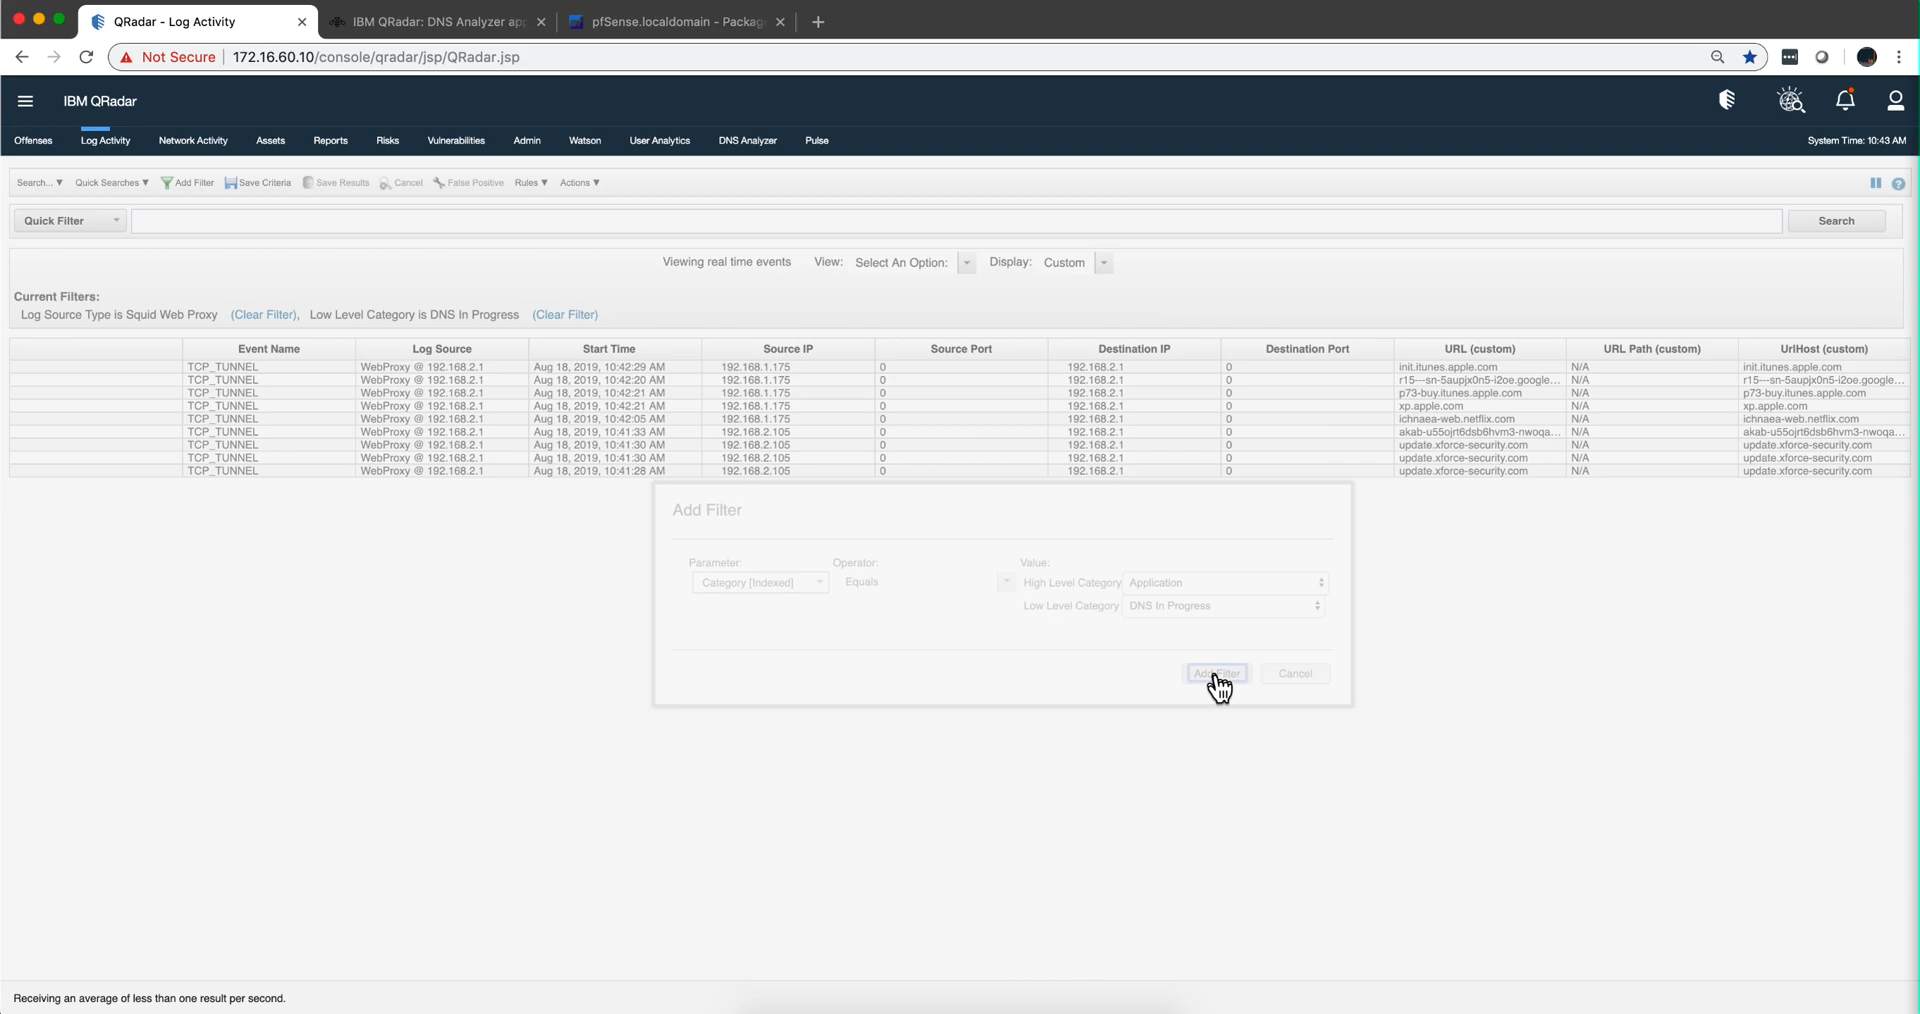 QRadar - Log Activity
IBM QRadar: DNS Analyzer app
pfSense.localdomain - Package
Not Secure 172.16.60.10/console/qradar/jsp/QRadar.jsp
IBM QRadar
Offenses Log Activity Network Activity Assets Reports Risks Vulnerabilities Admin Watson User Analytics DNS Analyzer Pulse System Time: 10:43 AM
Search... Quick Searches Add Filter Save Criteria Save Results Cancel False Positive Rules Actions
Quick Filter Search
Viewing real time events View: Select An Option: Display: Custom
Current Filters:
Log Source Type is Squid Web Proxy (Clear Filter), Low Level Category is DNS In Progress (Clear Filter)
Event Name Log Source Start Time Source IP Source Port Destination IP Destination Port URL (custom) URL Path (custom) UrlHost (custom)
TCP_TUNNEL WebProxy @ 192.168.2.1 Aug 18, 2019, 10:42:29 AM 192.168.1.175 0 192.168.2.1 0 init.itunes.apple.com N/A init.itunes.apple.com
TCP_TUNNEL WebProxy @ 192.168.2.1 Aug 18, 2019, 10:42:20 AM 192.168.1.175 0 192.168.2.1 0 r15---sn-5aupjx0n5-i2oe.google... N/A r15---sn-5aupjx0n5-i2oe.google...
TCP_TUNNEL WebProxy @ 192.168.2.1 Aug 18, 2019, 10:42:21 AM 192.168.1.175 0 192.168.2.1 0 p73-buy.itunes.apple.com N/A p73-buy.itunes.apple.com
TCP_TUNNEL WebProxy @ 192.168.2.1 Aug 18, 2019, 10:42:21 AM 192.168.1.175 0 192.168.2.1 0 xp.apple.com N/A xp.apple.com
TCP_TUNNEL WebProxy @ 192.168.2.1 Aug 18, 2019, 10:42:05 AM 192.168.1.175 0 192.168.2.1 0 ichnaea-web.netflix.com N/A ichnaea-web.netflix.com
TCP_TUNNEL WebProxy @ 192.168.2.1 Aug 18, 2019, 10:41:33 AM 192.168.2.105 0 192.168.2.1 0 akab-u55ojrt6dsb6hvm3-nwoqa... N/A akab-u55ojrt6dsb6hvm3-nwoqa...
TCP_TUNNEL WebProxy @ 192.168.2.1 Aug 18, 2019, 10:41:30 AM 192.168.2.105 0 192.168.2.1 0 update.xforce-security.com N/A update.xforce-security.com
TCP_TUNNEL WebProxy @ 192.168.2.1 Aug 18, 2019, 10:41:30 AM 192.168.2.105 0 192.168.2.1 0 update.xforce-security.com N/A update.xforce-security.com
TCP_TUNNEL WebProxy @ 192.168.2.1 Aug 18, 2019, 10:41:28 AM 192.168.2.105 0 192.168.2.1 0 update.xforce-security.com N/A update.xforce-security.com
Add Filter
Parameter: Operator: Value:
Category [Indexed] Equals High Level Category Application
Low Level Category DNS In Progress
Add Filter Cancel
Receiving an average of less than one result per second.